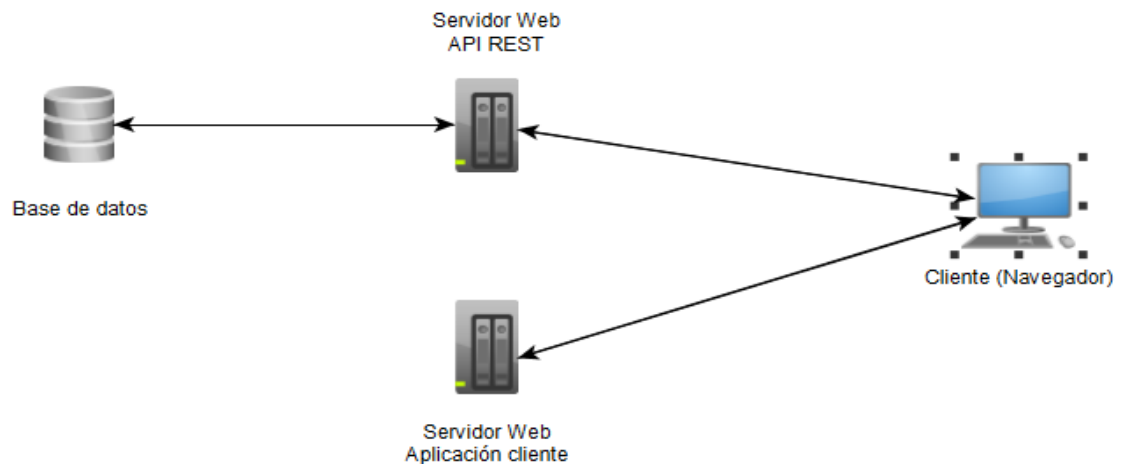 Servidor Web
API REST
Base de datos
Cliente (Navegador)
Servidor Web
Aplicación cliente